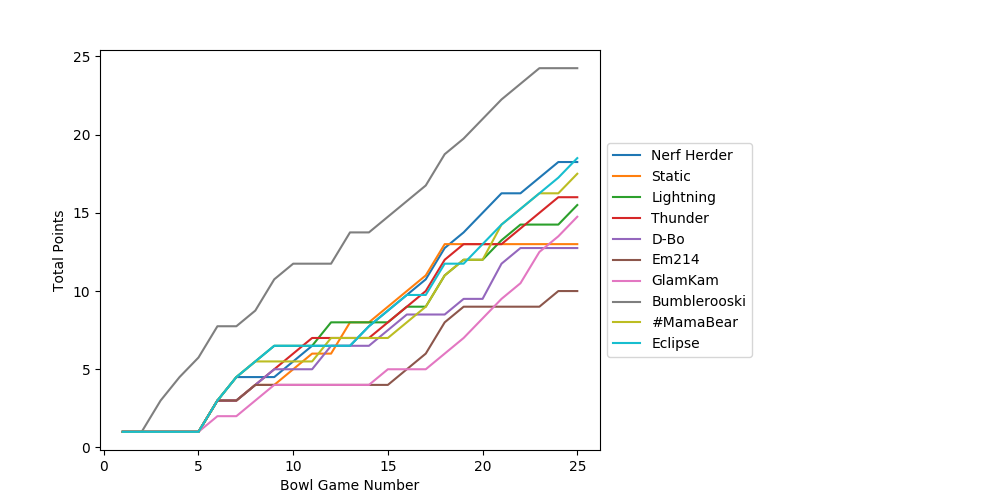 25
20
15
10
5
0
Total Points
0 5 10 15 20 25
Bowl Game Number
Nerf Herder
Static
Lightning
Thunder
D-Bo
Em214
GlamKam
Bumblerooski
#MamaBear
Eclipse